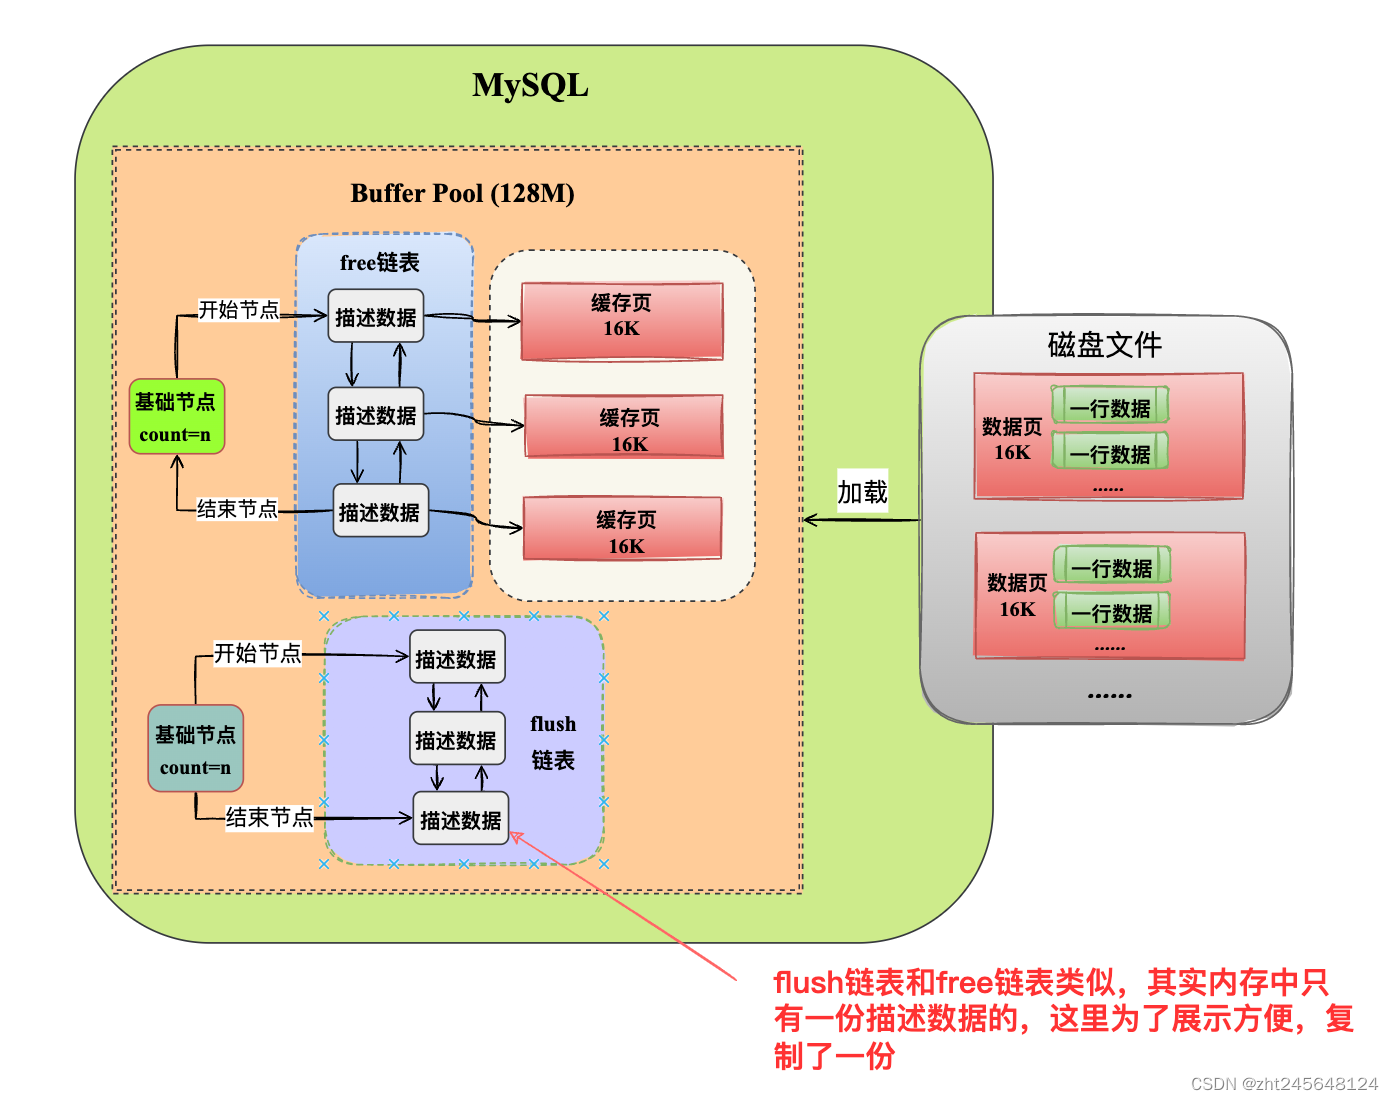 MySQL
Buffer Pool (128M)
free链表
开始节点
描述数据
缓存页
16K
基础节点
count=n
描述数据
缓存页
16K
结束节点
描述数据
缓存页
16K
加载
磁盘文件
数据页
16K
一行数据
一行数据
......
数据页
16K
一行数据
一行数据
......
......
开始节点
描述数据
基础节点
count=n
描述数据
flush
链表
结束节点
描述数据
flush链表和free链表类似，其实内存中只
有一份描述数据的，这里为了展示方便，复
制了一份
CSDN @zht245648124